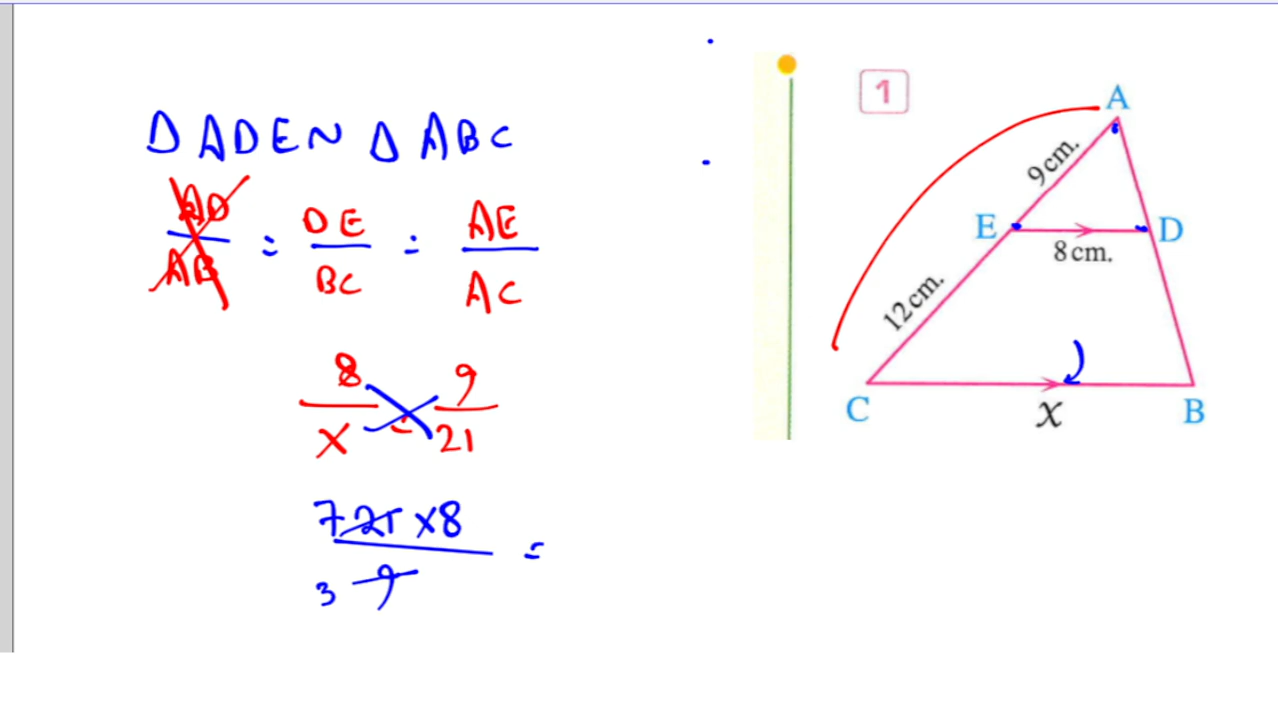 Δ ADE ~ Δ ABC
AD/AB = DE/BC = AE/AC
8/x = 9/21
7 21 × 8 / 3 9 =
1
A
9cm.
E
D
8cm.
12cm.
C
x
B